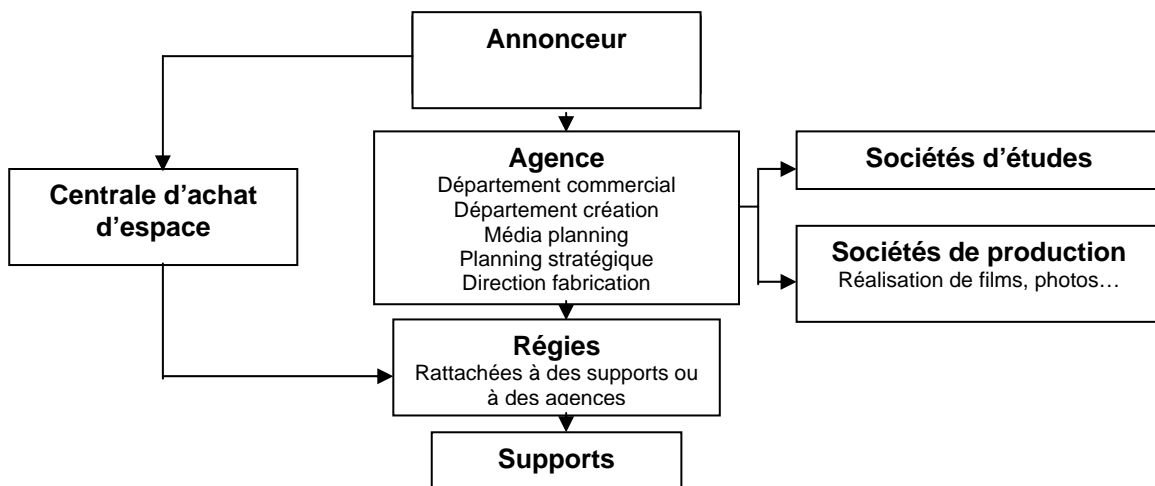 Annonceur
Agence
Département commercial
Département création
Média planning
Planning stratégique
Direction fabrication
Centrale d’achat
d’espace
Sociétés d’études
Sociétés de production
Réalisation de films, photos…
Régies
Rattachées à des supports ou
à des agences
Supports